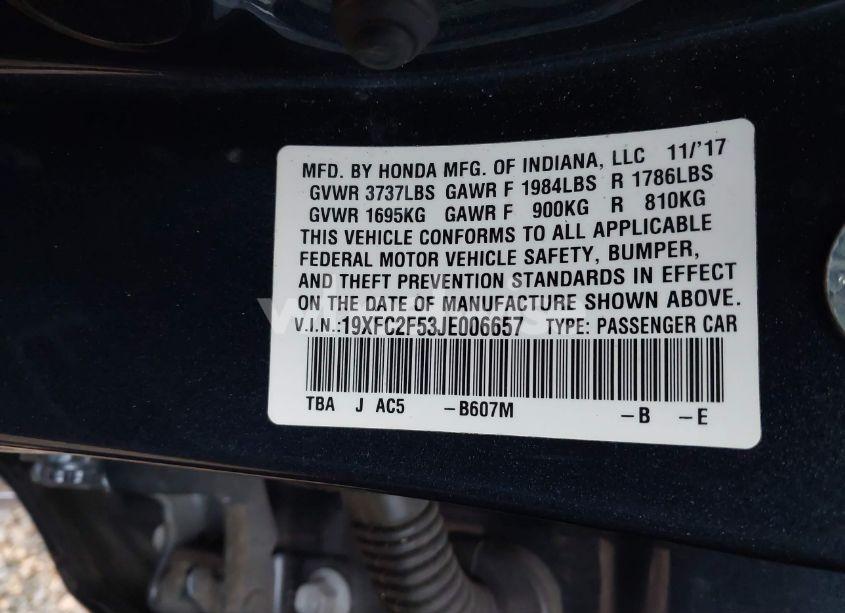 MFD. BY HONDA MFG. OF INDIANA, LLC 11/'17
GVWR 3737LBS GAWR F 1984LBS R 1786LBS
GVWR 1695KG GAWR F 900KG R 810KG
THIS VEHICLE CONFORMS TO ALL APPLICABLE
FEDERAL MOTOR VEHICLE SAFETY, BUMPER,
AND THEFT PREVENTION STANDARDS IN EFFECT
ON THE DATE OF MANUFACTURE SHOWN ABOVE.
V.I.N.:19XFC2F53JE006657 TYPE: PASSENGER CAR
TBA J AC5 -B607M -B -E